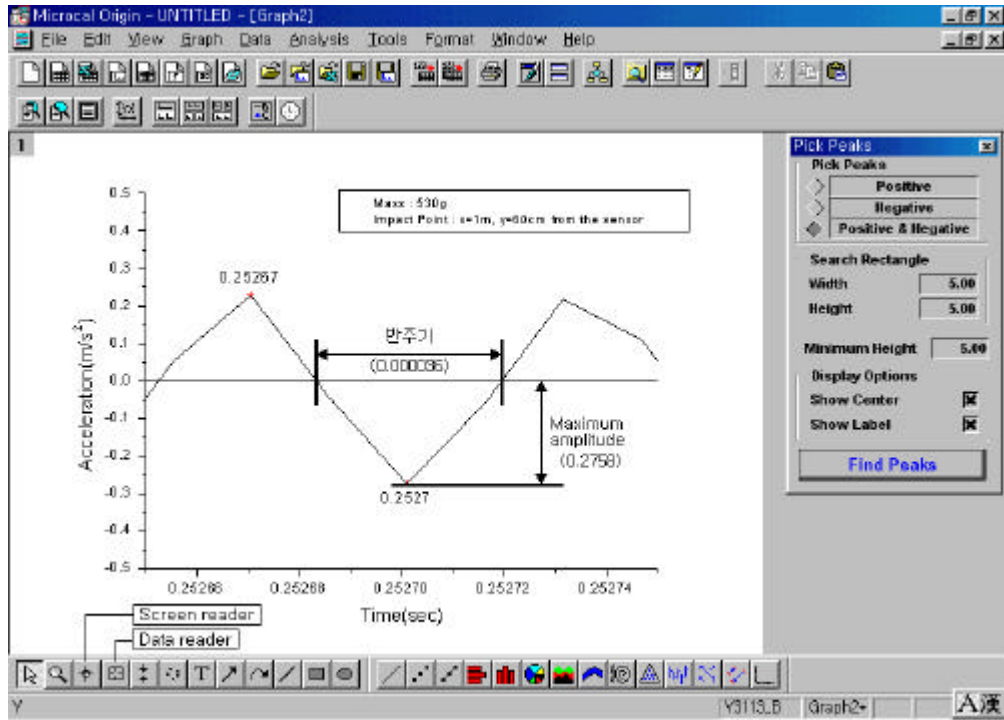 Microcal Origin - UNTITLED - [Graph2]
File Edit View Graph Data Analysis Tools Format Window Help
1
Maxx : 530g
Impact Point : x=1m, y=60cm from the sensor
0.5
0.4
0.3
0.2
0.1
0.0
-0.1
-0.2
-0.3
-0.4
-0.5
Acceleration(m/s²)
0.25267
반주기
(0.000036)
Maximum
amplitude
(0.2758)
0.2527
0.25266 0.25268 0.25270 0.25272 0.25274
Time(sec)
Screen reader
Data reader
Pick Peaks
Pick Peaks
Positive
Negative
Positive & Negative
Search Rectangle
Width 5.00
Height 5.00
Minimum Height 5.00
Display Options
Show Center
Show Label
Find Peaks
T
Y
Y3113_B Graph2
A漢